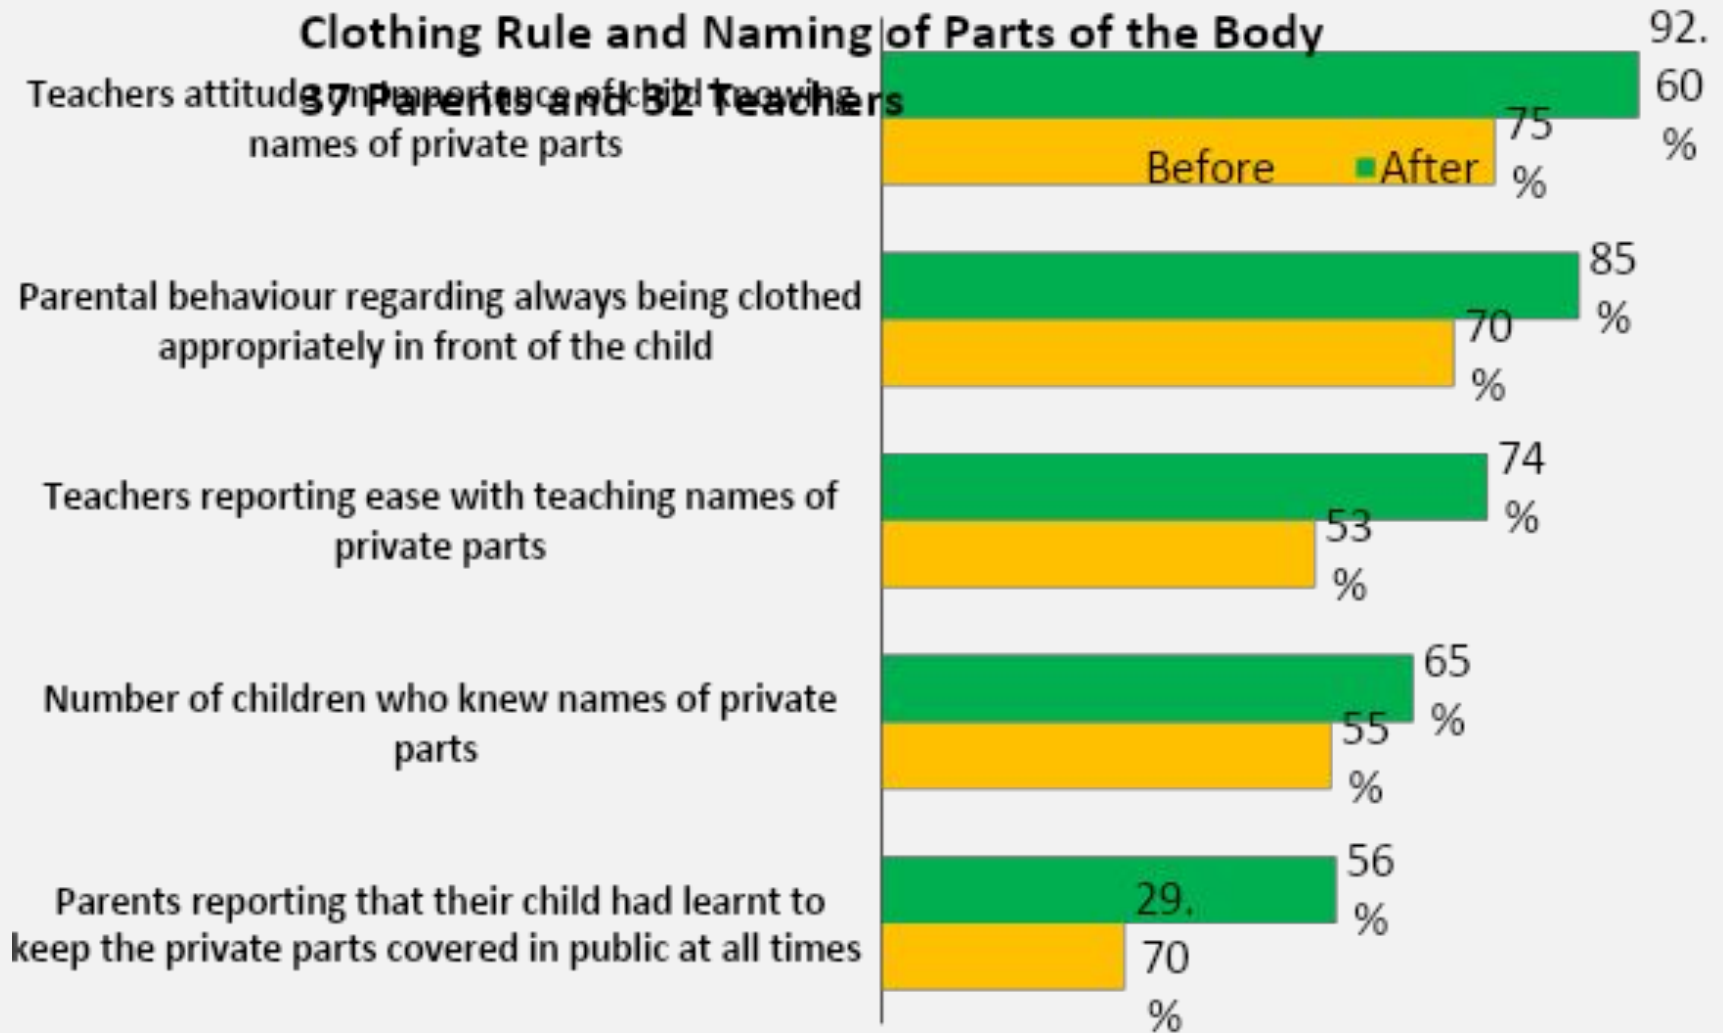 Clothing Rule and Naming of Parts of the Body
37 Parents and 32 Teachers
Teachers attitude on importance of child knowing
names of private parts
92.
60
%
75
%
Before After
Parental behaviour regarding always being clothed
appropriately in front of the child
85
%
70
%
Teachers reporting ease with teaching names of
private parts
74
%
53
%
Number of children who knew names of private
parts
65
%
55
%
Parents reporting that their child had learnt to
keep the private parts covered in public at all times
56
%
29.
70
%